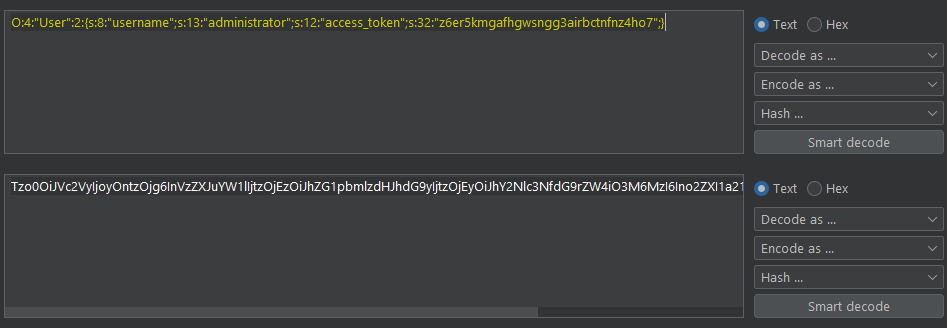 O:4:"User":2:{s:8:"username";s:13:"administrator";s:12:"access_token";s:32:"z6er5kmgafhgwsngg3airbctnfnz4ho7";}
Text Hex
Decode as ...
Encode as ...
Hash ...
Smart decode
Tzo0OiJVc2VyIjoyOntzOjg6InVzZXJuYW1lIjtzOjEzOiJhZG1pbmlzdHJhdG9yIjtzOjEyOiJhY2Nlc3NfdG9rZW4iO3M6MzI6Ino2ZXI1a21
Text Hex
Decode as ...
Encode as ...
Hash ...
Smart decode